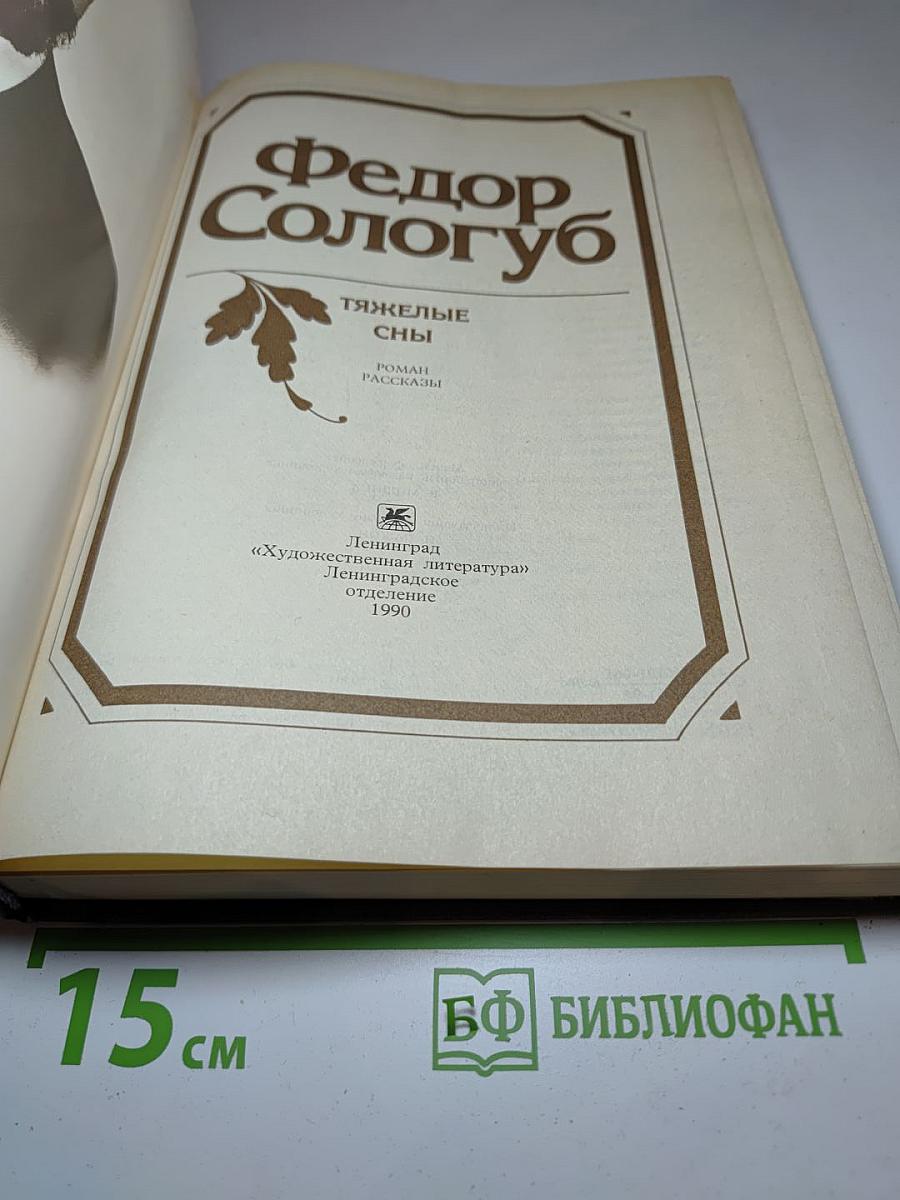 Федор
Сологуб
ТЯЖЕЛЫЕ
СНЫ
РОМАН
РАССКАЗЫ
Ленинград
«Художественная литература»
Ленинградское
отделение
1990
15 см
БФ БИБЛИОФАН